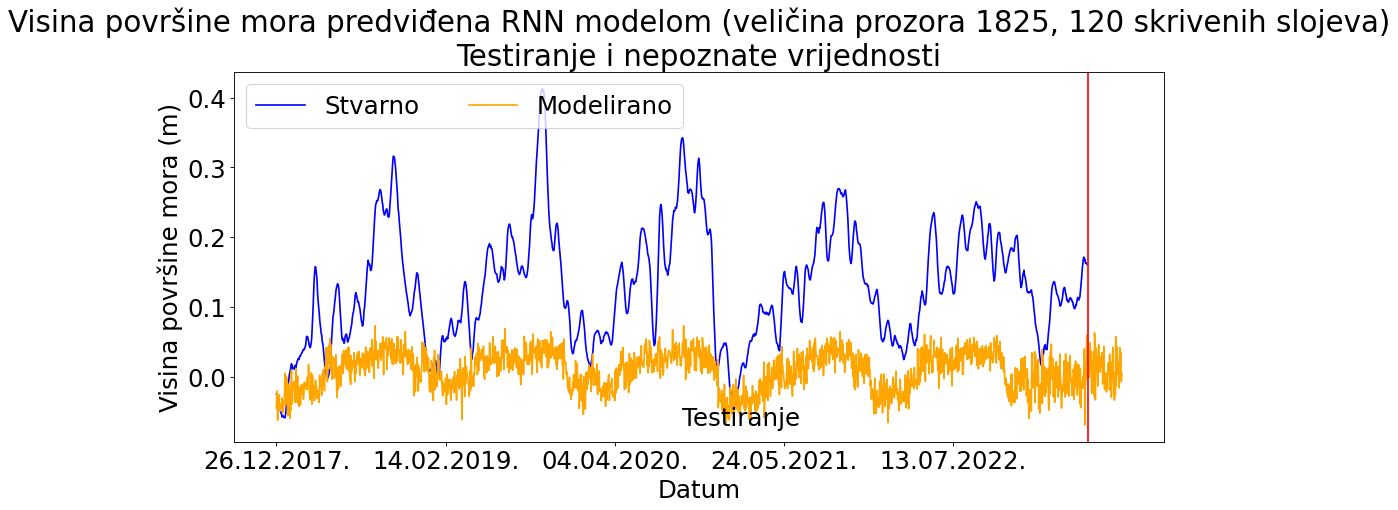 Visina površine mora predviđena RNN modelom (veličina prozora 1825, 120 skrivenih slojeva)
Testiranje i nepoznate vrijednosti
Stvarno
Modelirano
Visina površine mora (m)
0.4
0.3
0.2
0.1
0.0
Testiranje
26.12.2017.
14.02.2019.
04.04.2020.
24.05.2021.
13.07.2022.
Datum